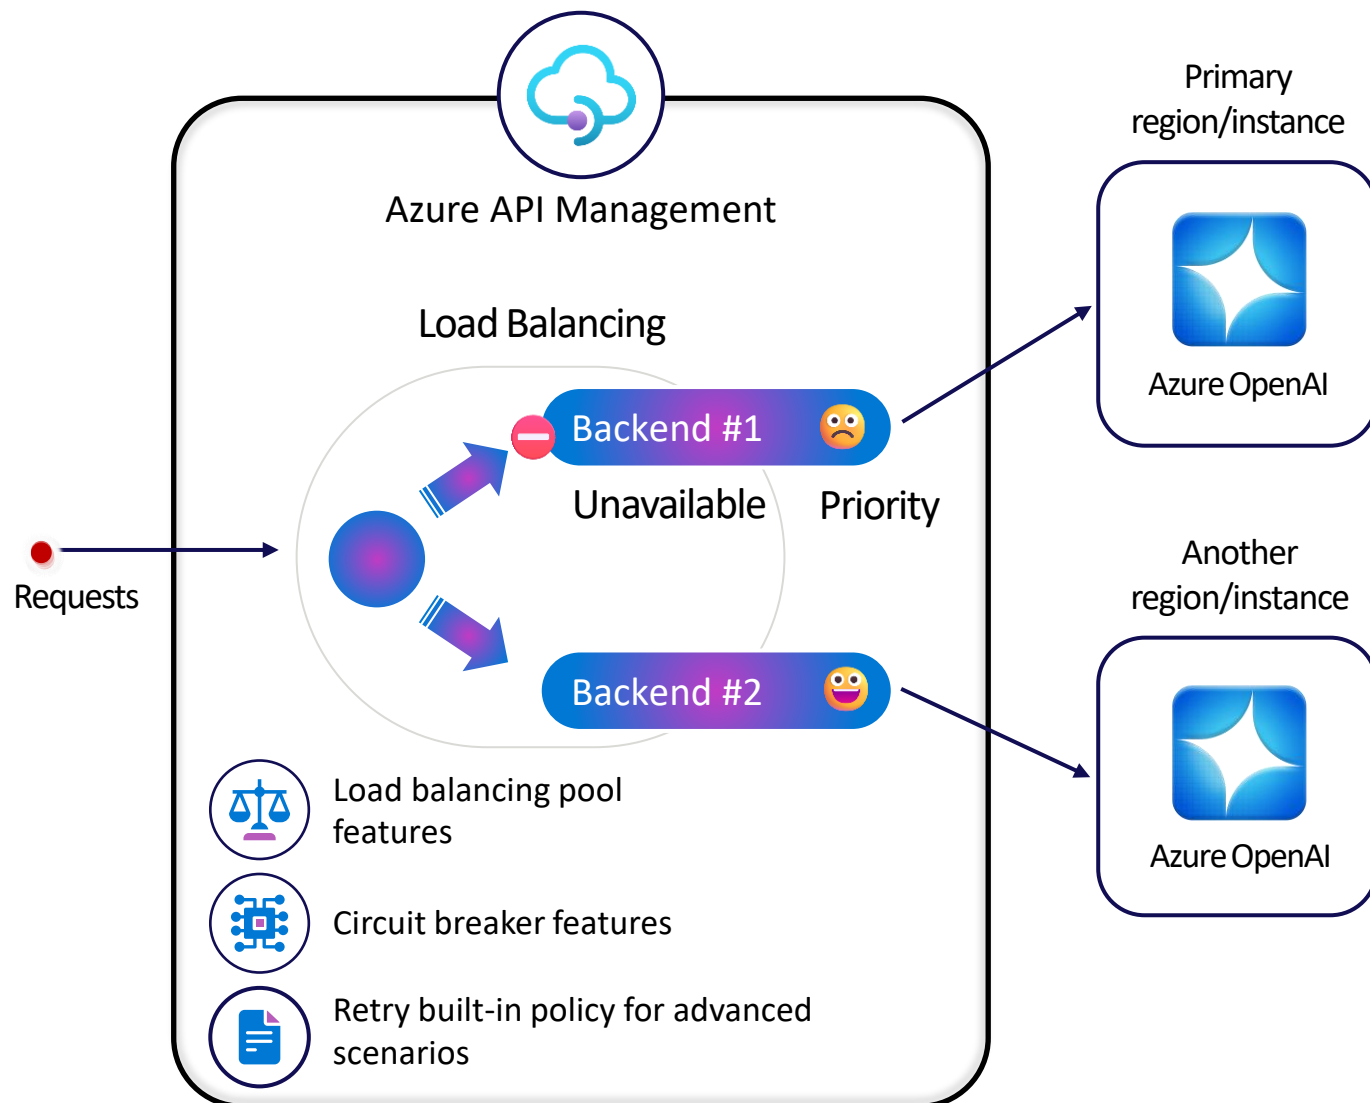 Azure API Management
Load Balancing
Backend #1
Unavailable
Priority
Requests
Backend #2
Load balancing pool
features
Circuit breaker features
Retry built-in policy for advanced
scenarios
Primary
region/instance
Azure OpenAI
Another
region/instance
Azure OpenAI